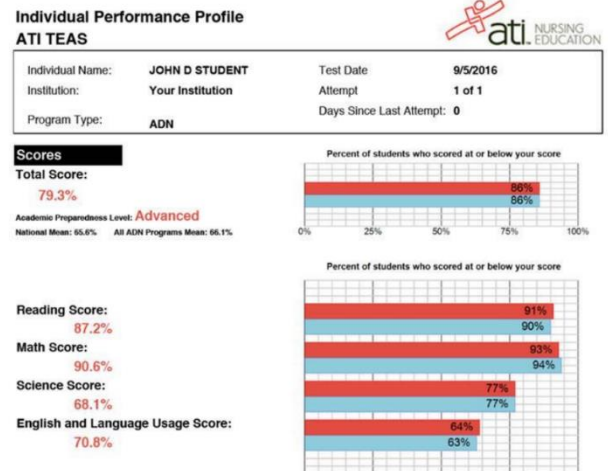 Individual Performance Profile
ATI TEAS
ati NURSING EDUCATION
Individual Name: JOHN D STUDENT Test Date 9/5/2016
Institution: Your Institution Attempt 1 of 1
Days Since Last Attempt: 0
Program Type: ADN
Scores
Total Score:
79.3%
Academic Preparedness Level: Advanced
National Mean: 65.6% All ADN Programs Mean: 66.1%
Percent of students who scored at or below your score
86%
86%
0% 25% 50% 75% 100%
Percent of students who scored at or below your score
Reading Score:
87.2%
91%
90%
Math Score:
90.6%
93%
94%
Science Score:
68.1%
77%
77%
English and Language Usage Score:
70.8%
64%
63%